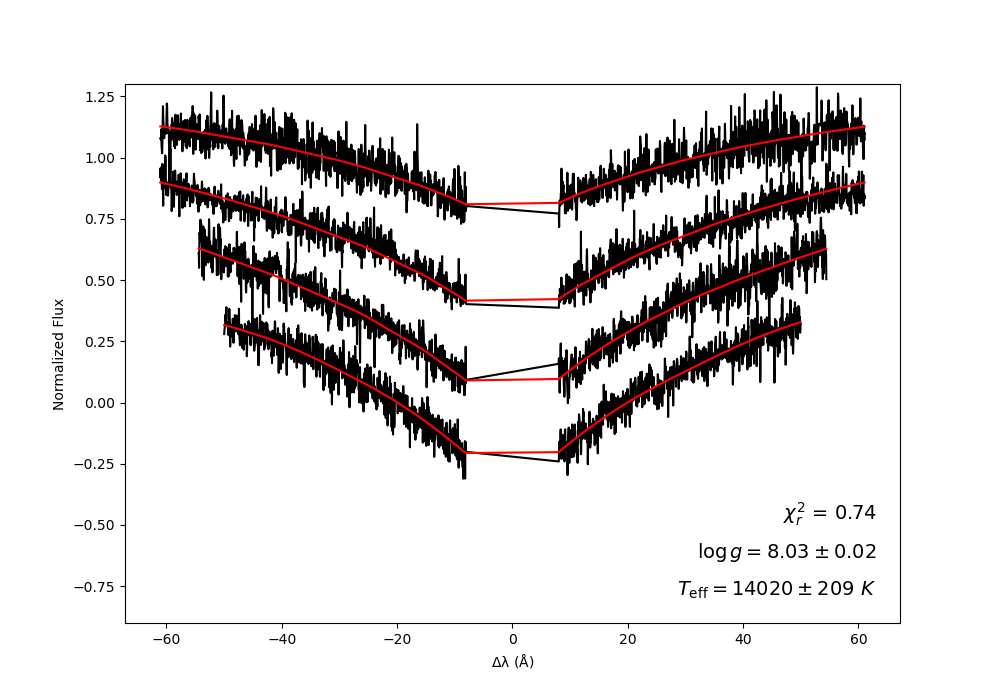 1.25
1.00
0.75
0.50
0.25
0.00
−0.25
−0.50
−0.75
Normalized Flux
χ²ᵣ = 0.74
log g = 8.03 ± 0.02
T_eff = 14020 ± 209 K
−60 −40 −20 0 20 40 60
Δλ (Å)